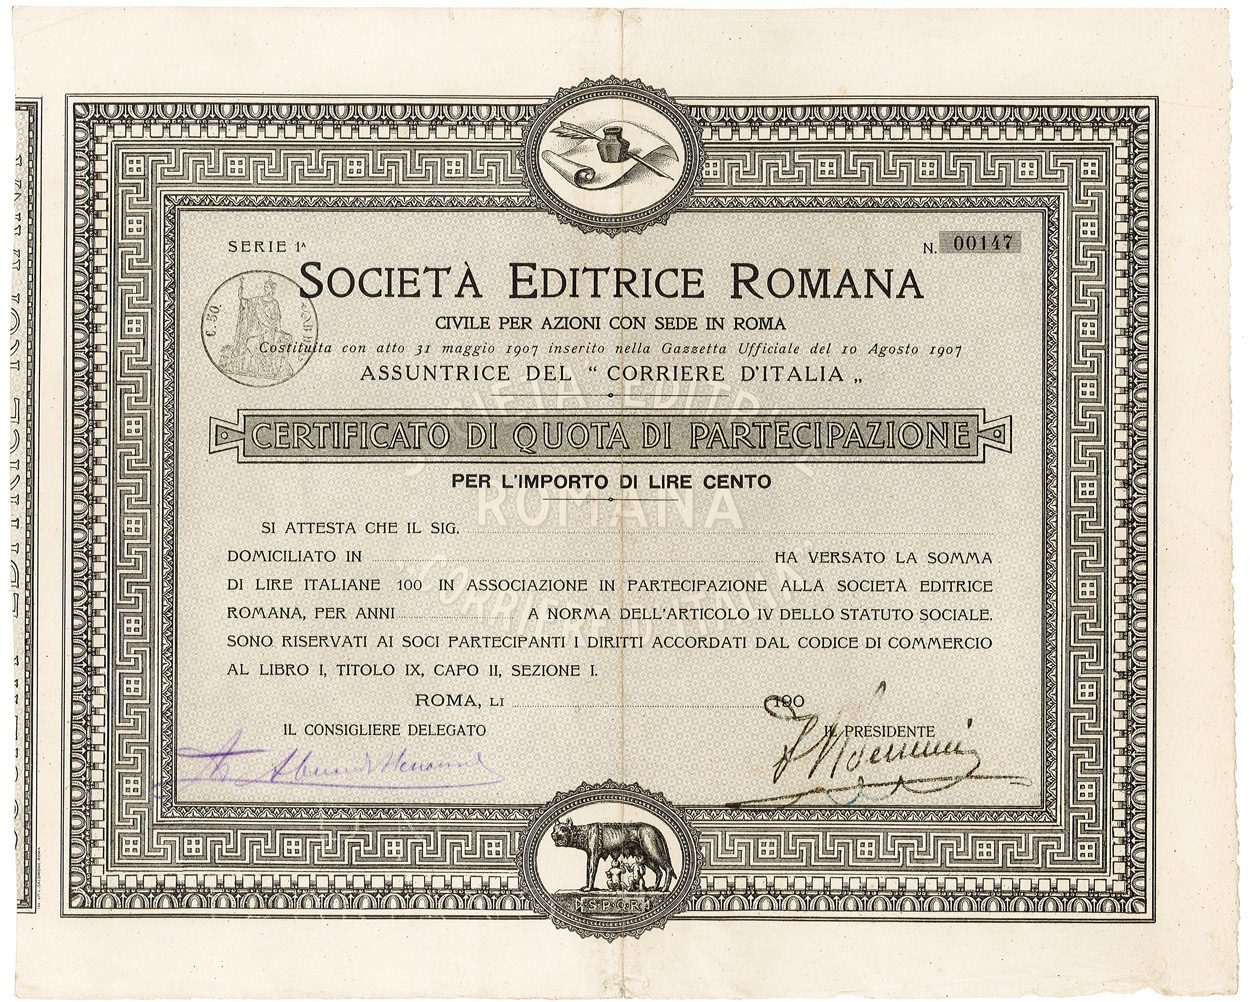 SERIE 1ᴬ
N. 00147
SOCIETÀ EDITRICE ROMANA
CIVILE PER AZIONI CON SEDE IN ROMA
C. 50.
Costituita con atto 31 maggio 1907 inserito nella Gazzetta Ufficiale del 10 Agosto 1907
ASSUNTRICE DEL “ CORRIERE D'ITALIA „
CERTIFICATO DI QUOTA DI PARTECIPAZIONE
PER L'IMPORTO DI LIRE CENTO
SOCIETÀ EDITRICE
ROMANA
SI ATTESTA CHE IL SIG.
DOMICILIATO IN HA VERSATO LA SOMMA
DI LIRE ITALIANE 100 IN ASSOCIAZIONE IN PARTECIPAZIONE ALLA SOCIETÀ EDITRICE
ROMANA, PER ANNI A NORMA DELL'ARTICOLO IV DELLO STATUTO SOCIALE.
SONO RISERVATI AI SOCI PARTECIPANTI I DIRITTI ACCORDATI DAL CODICE DI COMMERCIO
AL LIBRO I, TITOLO IX, CAPO II, SEZIONE I.
ROMA, LI 190
IL CONSIGLIERE DELEGATO
IL PRESIDENTE
S·P·Q·R